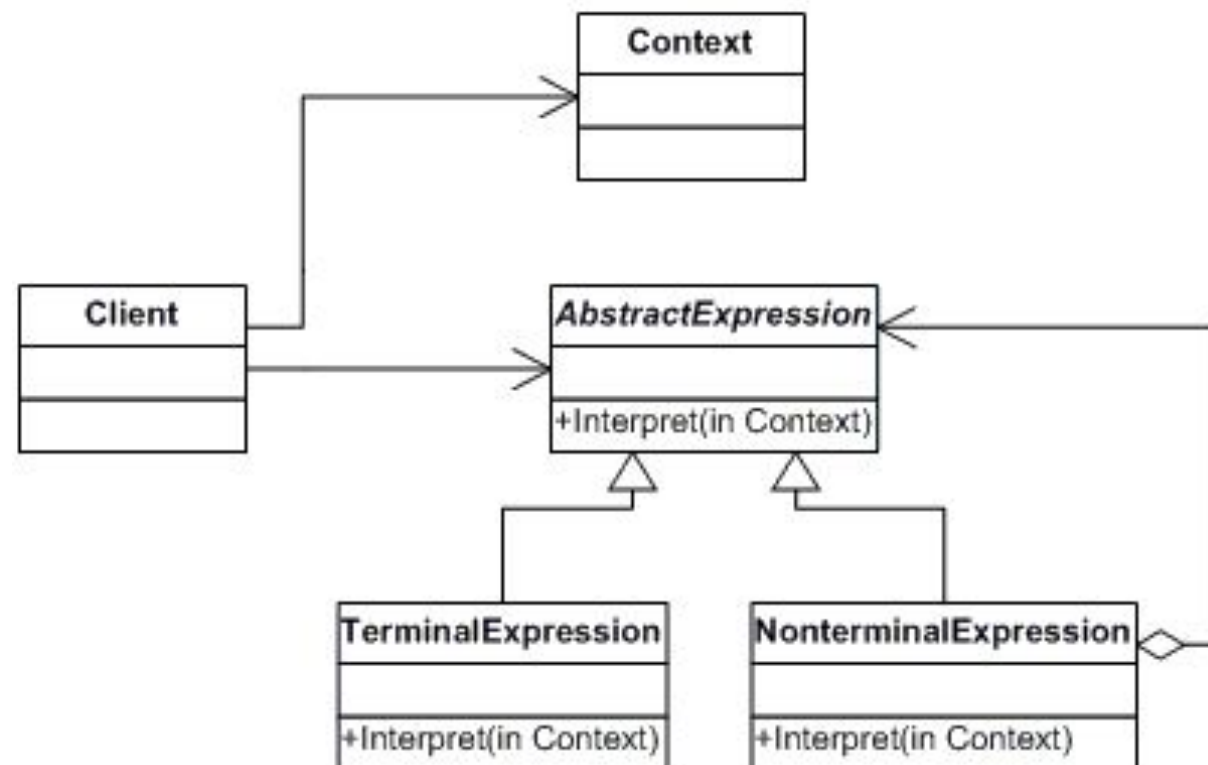 Context
Client
AbstractExpression
+Interpret(in Context)
TerminalExpression
+Interpret(in Context)
NonterminalExpression
+Interpret(in Context)